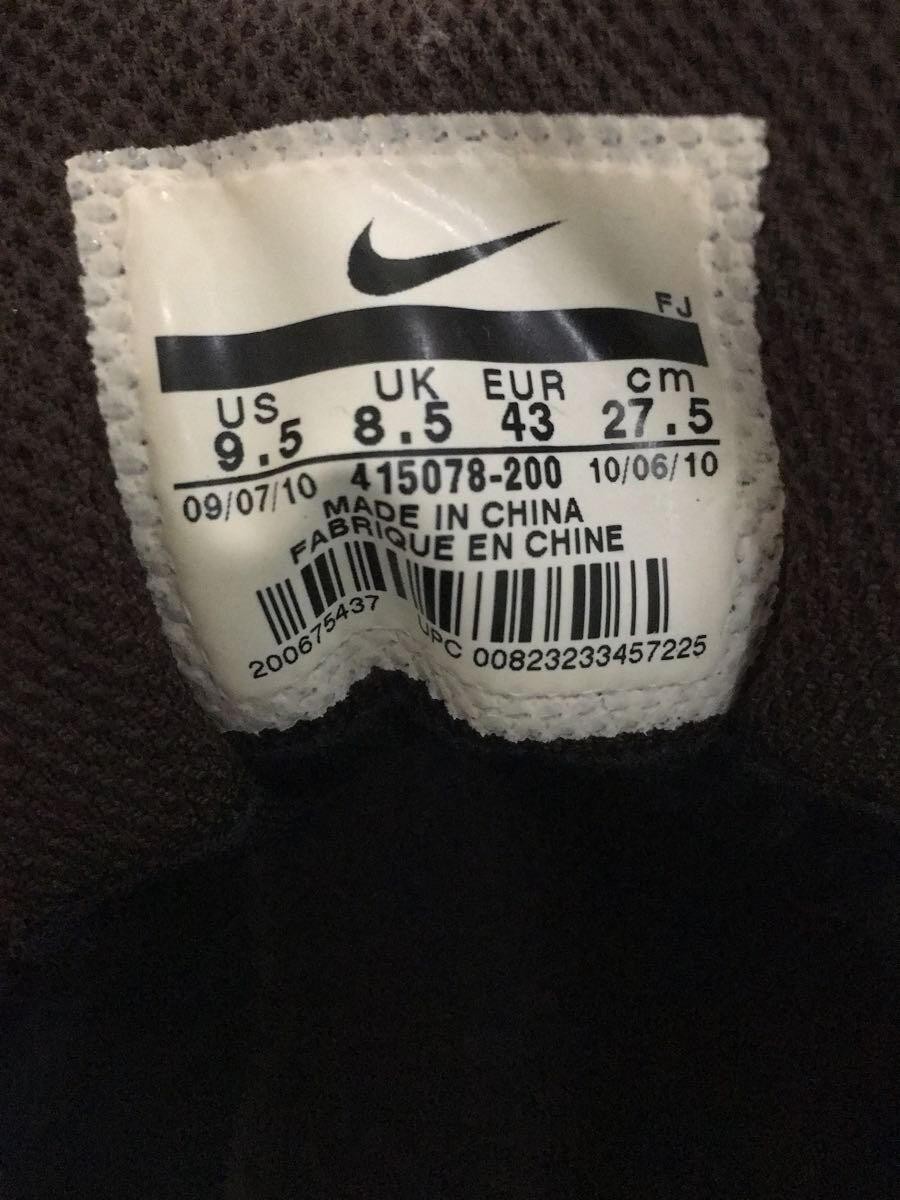 FJ
US UK EUR cm
9.5 8.5 43 27.5
09/07/10 415078-200 10/06/10
MADE IN CHINA
FABRIQUE EN CHINE
200675437 UPC 00823233457225